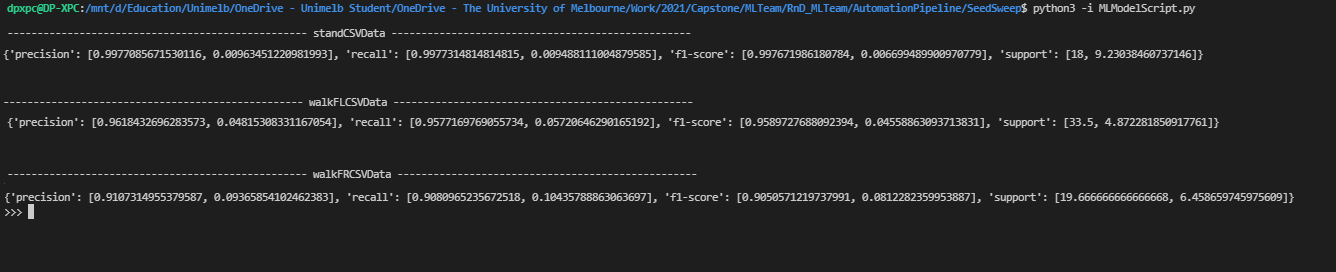 dpxpc@DP-XPC:/mnt/d/Education/Unimelb/OneDrive - Unimelb Student/OneDrive - The University of Melbourne/Work/2021/Capstone/MLTeam/RnD_MLTeam/AutomationPipeline/SeedSweep$ python3 -i MLModelScript.py
-------------------------------------------------- standCSVData --------------------------------------------------
{'precision': [0.9977085671530116, 0.00963451220981993], 'recall': [0.9977314814814815, 0.009488111004879585], 'f1-score': [0.997671986180784, 0.006699489900970779], 'support': [18, 9.23038460737146]}
-------------------------------------------------- walkFLCSVData --------------------------------------------------
{'precision': [0.9618432696283573, 0.04815308331167054], 'recall': [0.9577169769055734, 0.05720646290165192], 'f1-score': [0.9589727688092394, 0.04558863093713831], 'support': [33.5, 4.872281850917761]}
-------------------------------------------------- walkFRCSVData --------------------------------------------------
{'precision': [0.9107314955379587, 0.09365854102462383], 'recall': [0.9080965235672518, 0.10435788863063697], 'f1-score': [0.9050571219737991, 0.0812282359953887], 'support': [19.666666666666668, 6.458659745975609]}
>>>